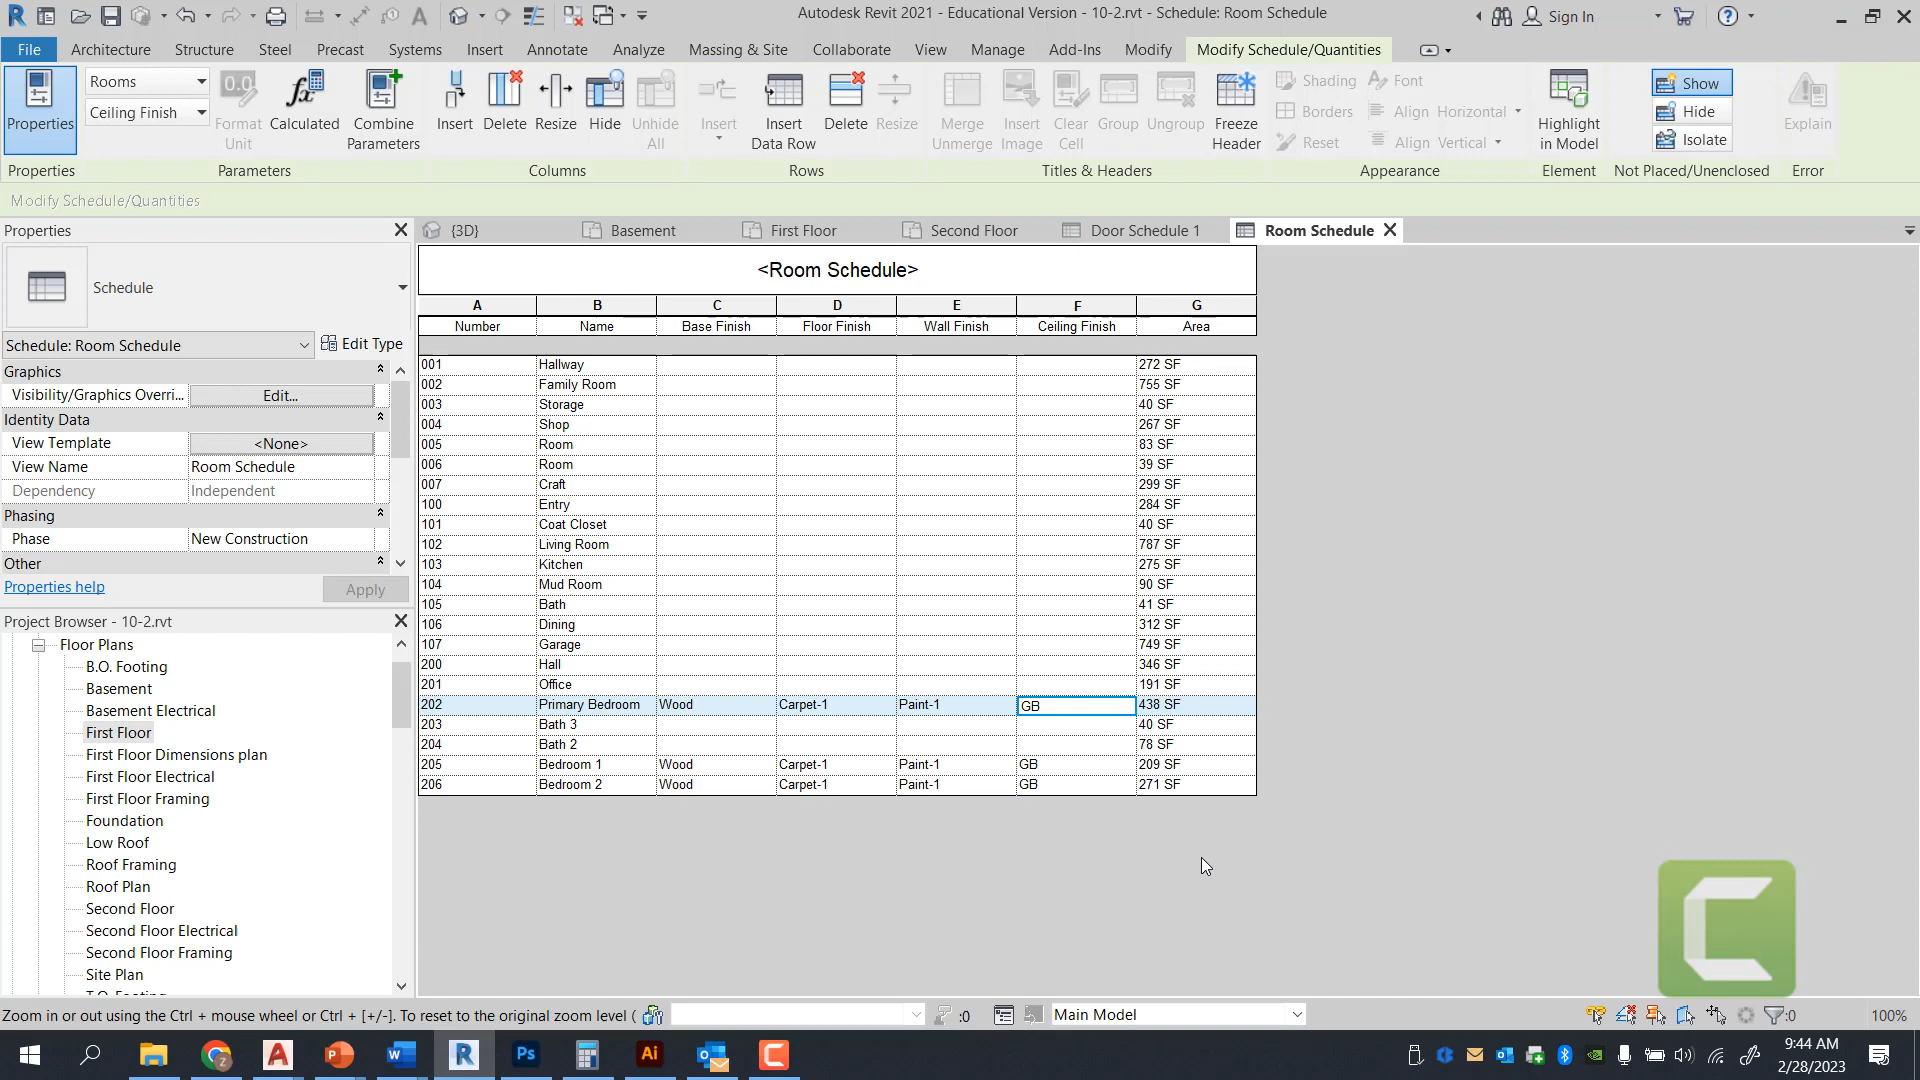 Autodesk Revit 2021 - Educational Version - 10-2.rvt - Schedule: Room Schedule
Sign In
File Architecture Structure Steel Precast Systems Insert Annotate Analyze Massing & Site Collaborate View Manage Add-Ins Modify Modify Schedule/Quantities
Properties
Rooms
Ceiling Finish
Format Unit
Calculated
Combine Parameters
Insert
Delete
Resize
Hide
Unhide All
Insert
Insert Data Row
Delete
Resize
Merge Unmerge
Insert Image
Clear Cell
Group
Ungroup
Freeze Header
Shading
Borders
Reset
Font
Align Horizontal
Align Vertical
Highlight in Model
Show
Hide
Isolate
Explain
Properties Parameters Columns Rows Titles & Headers Appearance Element Not Placed/Unenclosed Error
Modify Schedule/Quantities
Properties
Schedule
Schedule: Room Schedule
Edit Type
Graphics
Visibility/Graphics Overri... Edit...
Identity Data
View Template <None>
View Name Room Schedule
Dependency Independent
Phasing
Phase New Construction
Other
Properties help
Apply
Project Browser - 10-2.rvt
Floor Plans
B.O. Footing
Basement
Basement Electrical
First Floor
First Floor Dimensions plan
First Floor Electrical
First Floor Framing
Foundation
Low Roof
Roof Framing
Roof Plan
Second Floor
Second Floor Electrical
Second Floor Framing
Site Plan
{3D} Basement First Floor Second Floor Door Schedule 1 Room Schedule
<Room Schedule>
A B C D E F G
Number Name Base Finish Floor Finish Wall Finish Ceiling Finish Area
001 Hallway 272 SF
002 Family Room 755 SF
003 Storage 40 SF
004 Shop 267 SF
005 Room 83 SF
006 Room 39 SF
007 Craft 299 SF
100 Entry 284 SF
101 Coat Closet 40 SF
102 Living Room 787 SF
103 Kitchen 275 SF
104 Mud Room 90 SF
105 Bath 41 SF
106 Dining 312 SF
107 Garage 749 SF
200 Hall 346 SF
201 Office 191 SF
202 Primary Bedroom Wood Carpet-1 Paint-1 GB 438 SF
203 Bath 3 40 SF
204 Bath 2 78 SF
205 Bedroom 1 Wood Carpet-1 Paint-1 GB 209 SF
206 Bedroom 2 Wood Carpet-1 Paint-1 GB 271 SF
Zoom in or out using the Ctrl + mouse wheel or Ctrl + [+/-]. To reset to the original zoom level (
:0
Main Model
:0
100%
9:44 AM
2/28/2023